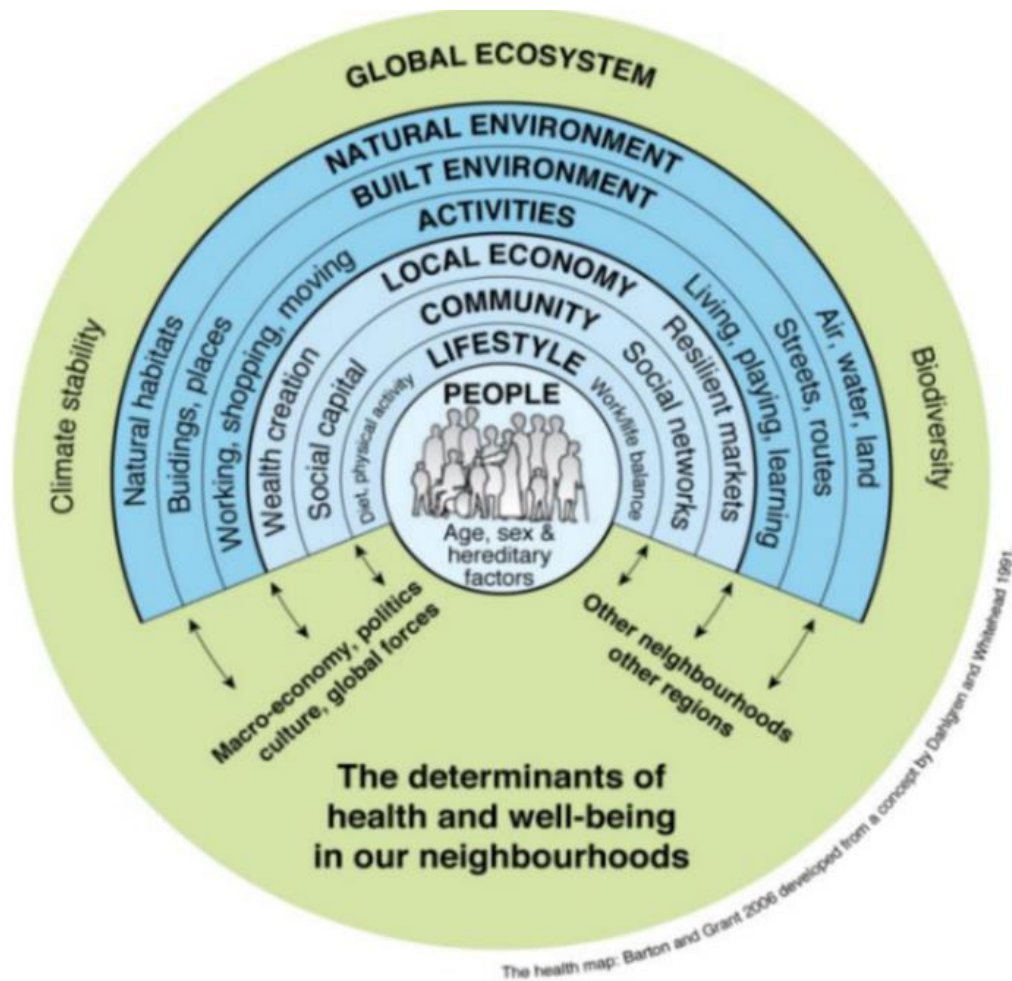 GLOBAL ECOSYSTEM
NATURAL ENVIRONMENT
BUILT ENVIRONMENT
ACTIVITIES
LOCAL ECONOMY
COMMUNITY
LIFESTYLE
PEOPLE
Age, sex &
hereditary
factors
Climate stability
Natural habitats
Buidings, places
Working, shopping, moving
Wealth creation
Social capital
Diet, physical activity
Work/life balance
Social networks
Resilient markets
Living, playing, learning
Streets, routes
Air, water, land
Biodiversity
Macro-economy, politics
culture, global forces
Other neighbourhoods
other regions
The determinants of
health and well-being
in our neighbourhoods
The health map: Barton and Grant 2006 developed from a concept by Dahlgren and Whitehead 1991.